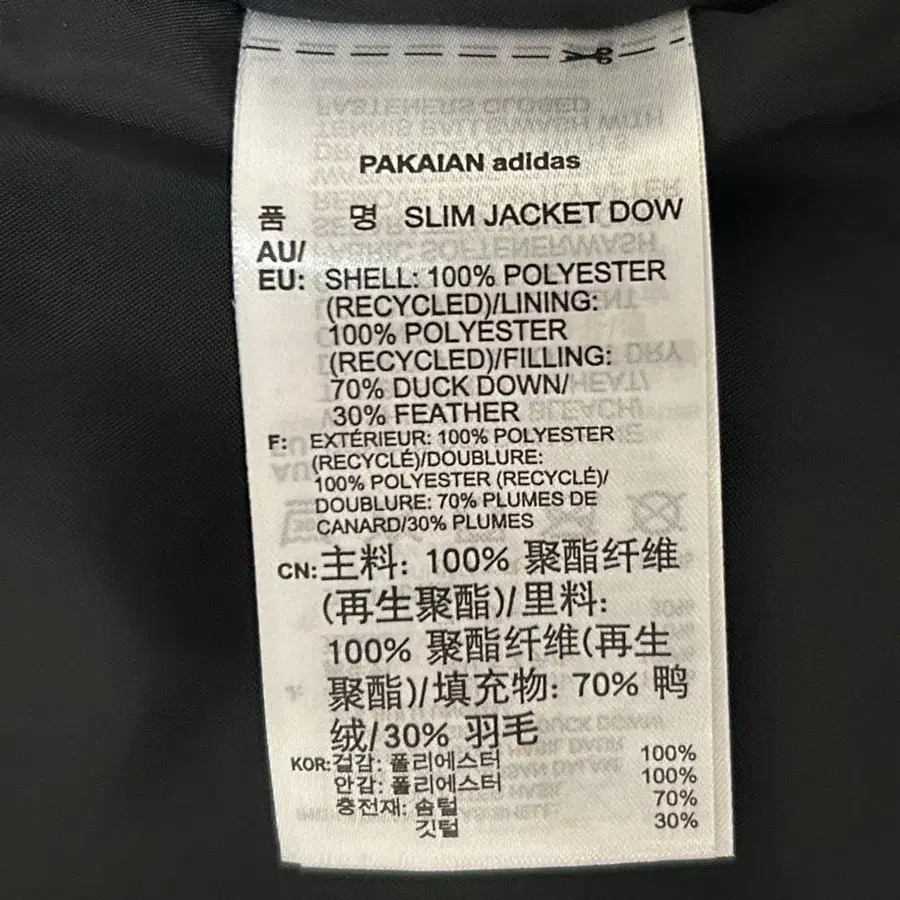 PAKAIAN adidas
품 명 SLIM JACKET DOW
AU/
EU: SHELL: 100% POLYESTER
(RECYCLED)/LINING:
100% POLYESTER
(RECYCLED)/FILLING:
70% DUCK DOWN/
30% FEATHER
F: EXTÉRIEUR: 100% POLYESTER
(RECYCLÉ)/DOUBLURE:
100% POLYESTER (RECYCLÉ)/
DOUBLURE: 70% PLUMES DE
CANARD/30% PLUMES
CN: 主料: 100% 聚酯纤维
(再生聚酯)/里料:
100% 聚酯纤维(再生
聚酯)/填充物: 70% 鸭
绒/30% 羽毛
KOR: 겉감: 폴리에스터 100%
안감: 폴리에스터 100%
충전재: 솜털 70%
깃털 30%